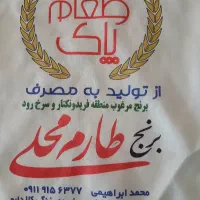 طعام
پاک
از تولید به مصرف
برنج مرغوب منطقه فریدونکنار و سرخ رود
برنج طارم محلی
محمد ابراهیمی ۰۹۱۱ ۹۱۵ ۶۳۷۷